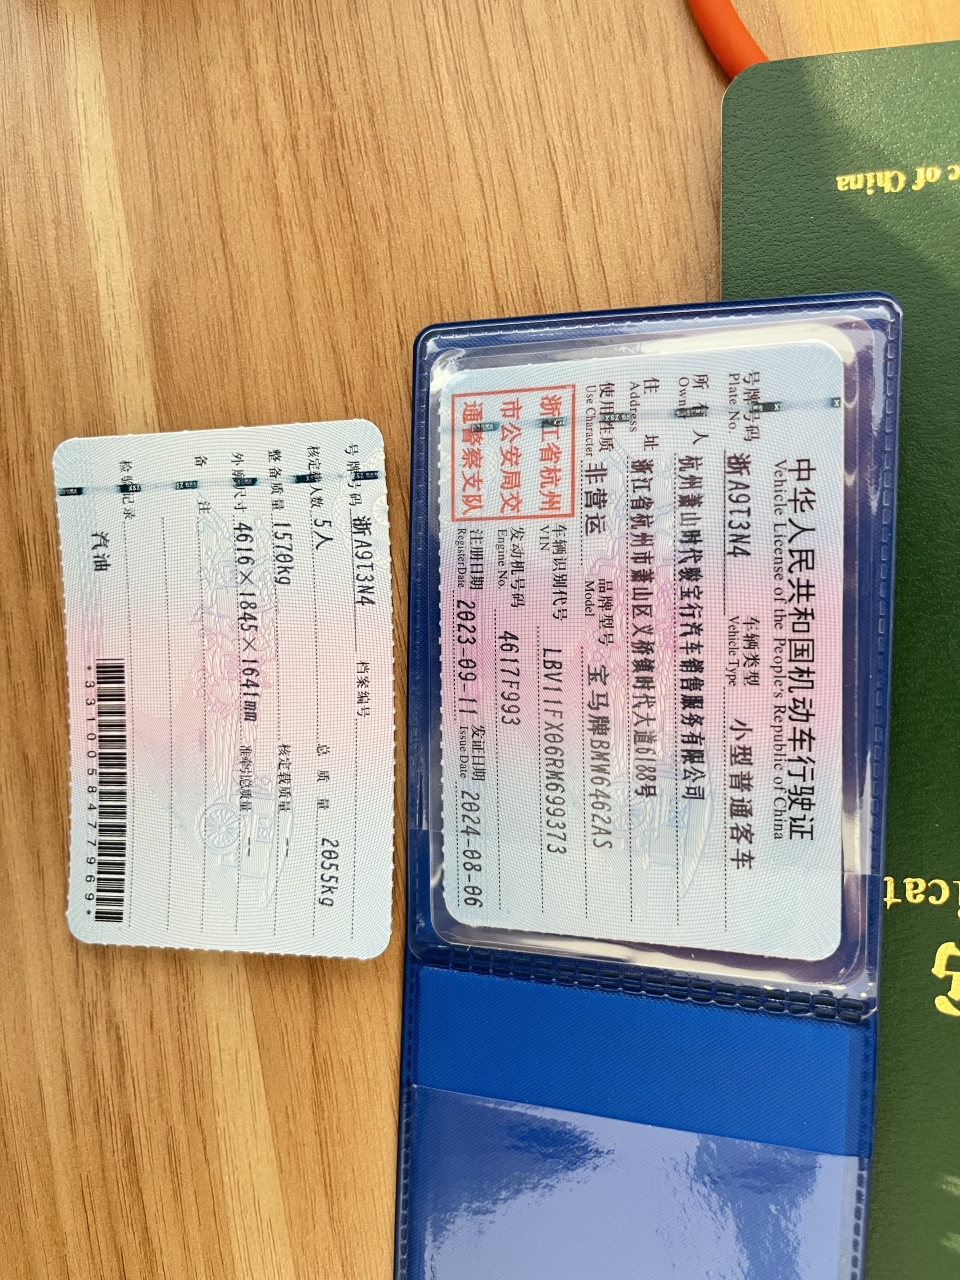 中华人民共和国机动车行驶证
Vehicle License of the People's Republic of China
号牌号码 浙A9T3N4 车辆类型 小型普通客车
Plate No. Vehicle Type
所有人 杭州萧山时代骏宝行汽车销售服务有限公司
Owner
住址 浙江省杭州市萧山区义桥镇时代大道6188号
Address
使用性质 非营运 品牌型号 宝马牌BMW6462AS
Use Character Model
浙江省杭州
市公安局交
通警察支队
车辆识别代号 LBV11FX06RM699373
VIN
发动机号码 4617F993
Engine No.
注册日期 2023-09-11 发证日期 2024-08-06
Register Date Issue Date
号牌号码 浙A9T3N4 档案编号
核定载人数 5人 总质量 2055kg
整备质量 1570kg 核定载质量 --
外廓尺寸 4616×1845×1641mm 准牵引总质量 --
备注
检验记录
汽油
*3310058477969*
c of China
icat